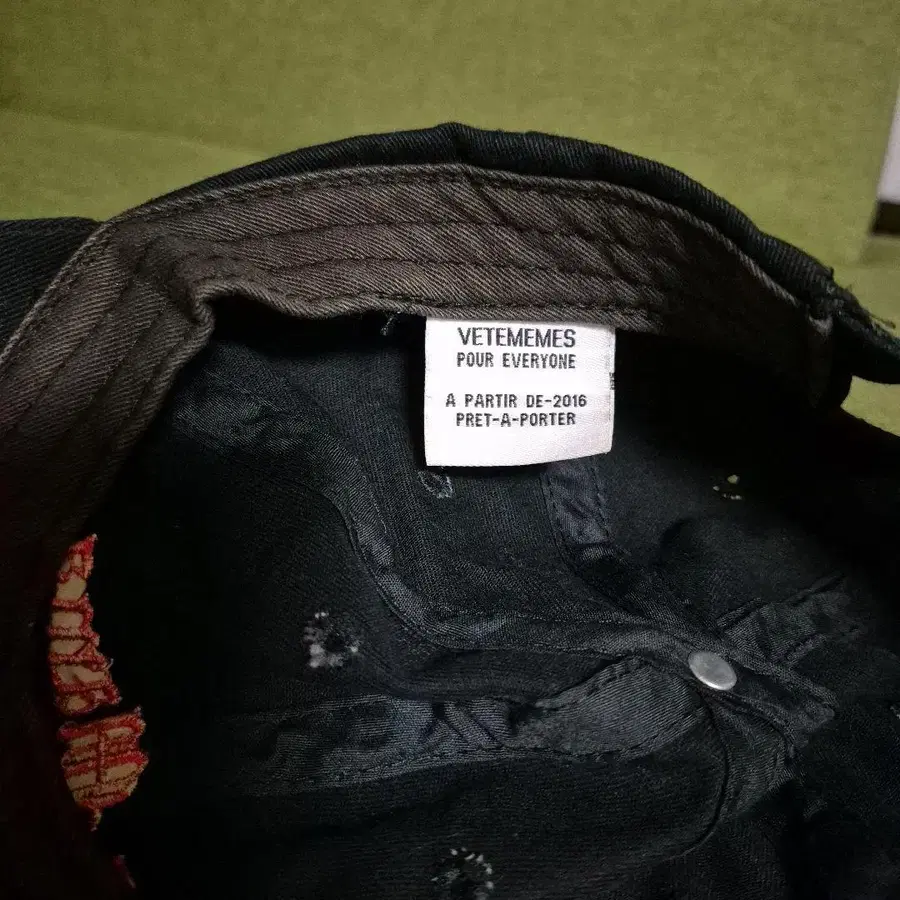 VETEMEMES
POUR EVERYONE
A PARTIR DE-2016
PRET-A-PORTER